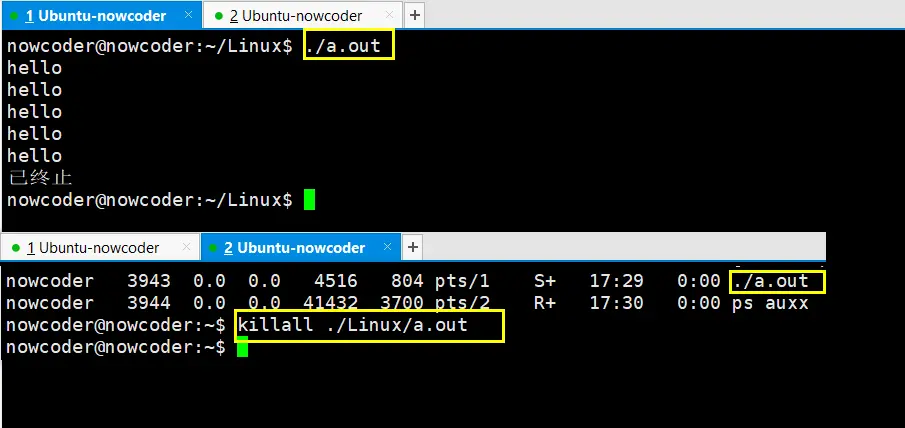 1 Ubuntu-nowcoder × 2 Ubuntu-nowcoder × +
nowcoder@nowcoder:~/Linux$ ./a.out
hello
hello
hello
hello
hello
已终止
nowcoder@nowcoder:~/Linux$
1 Ubuntu-nowcoder × 2 Ubuntu-nowcoder × +
nowcoder 3943 0.0 0.0 4516 804 pts/1 S+ 17:29 0:00 ./a.out
nowcoder 3944 0.0 0.0 41432 3700 pts/2 R+ 17:30 0:00 ps auxx
nowcoder@nowcoder:~$ killall ./Linux/a.out
nowcoder@nowcoder:~$